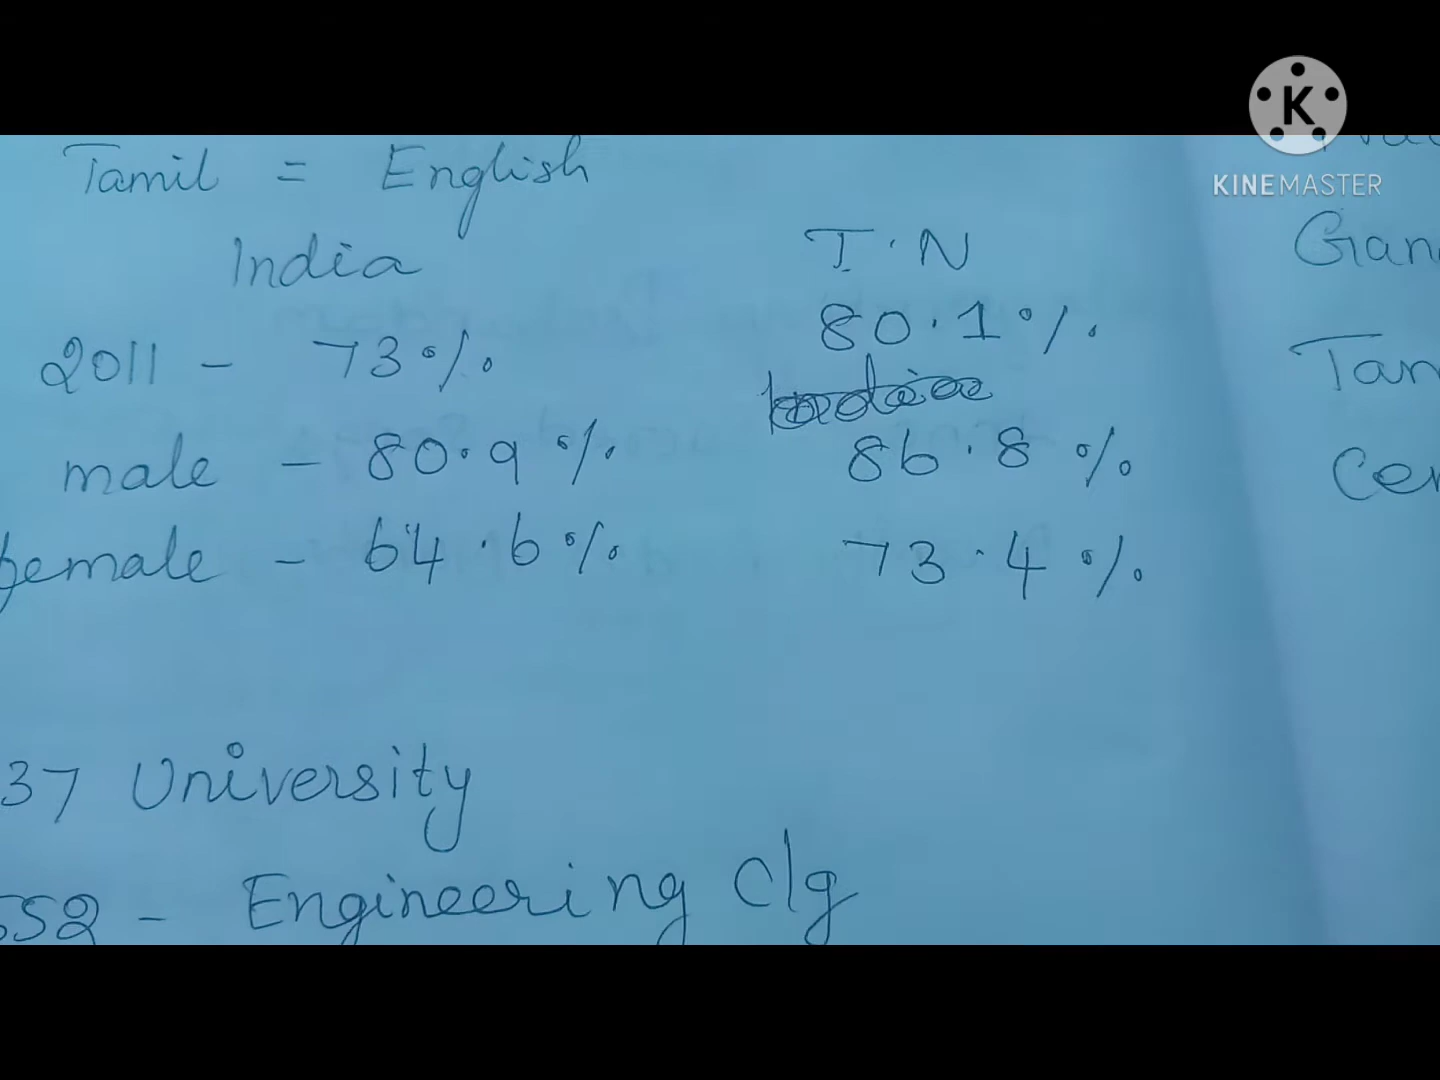 K
KINEMASTER
Tamil = English
India T.N
2011 - 73% 80.1%
male - 80.9% 86.8%
female - 64.6% 73.4%
37 University
552 - Engineering clg